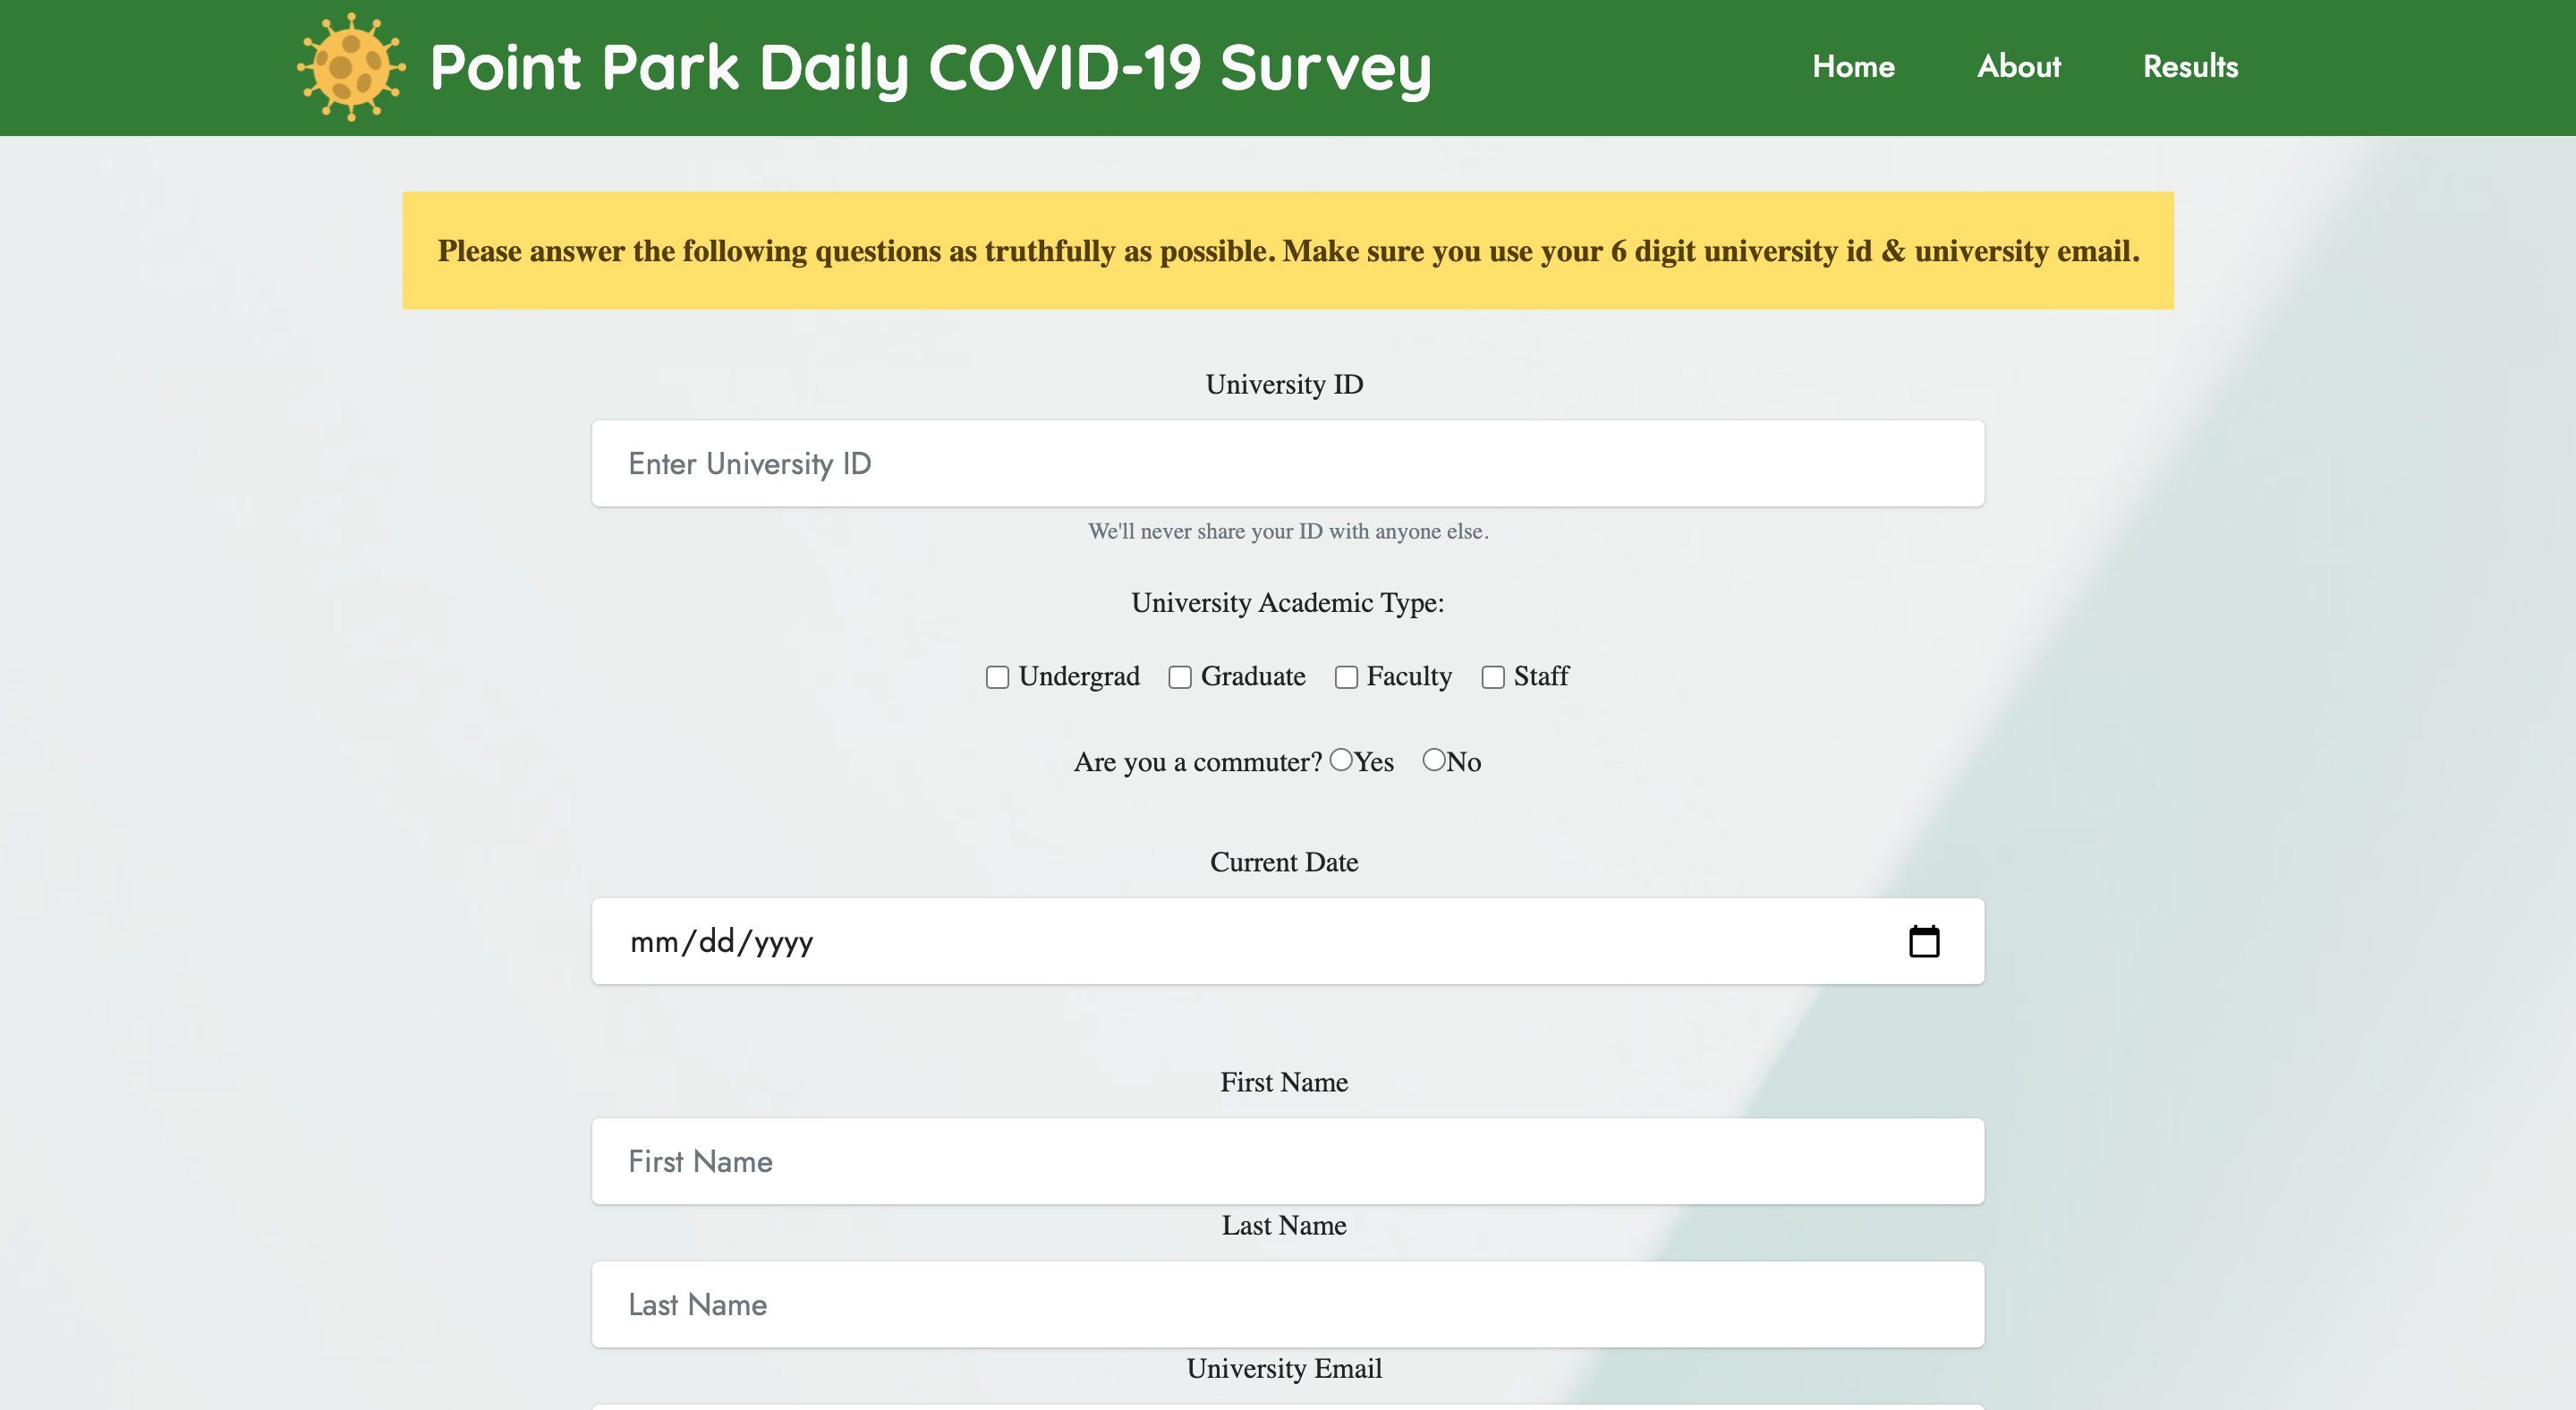 Point Park Daily COVID-19 Survey
Home About Results
Please answer the following questions as truthfully as possible. Make sure you use your 6 digit university id & university email.
University ID
Enter University ID
We'll never share your ID with anyone else.
University Academic Type:
Undergrad Graduate Faculty Staff
Are you a commuter? Yes No
Current Date
mm/dd/yyyy
First Name
First Name
Last Name
Last Name
University Email